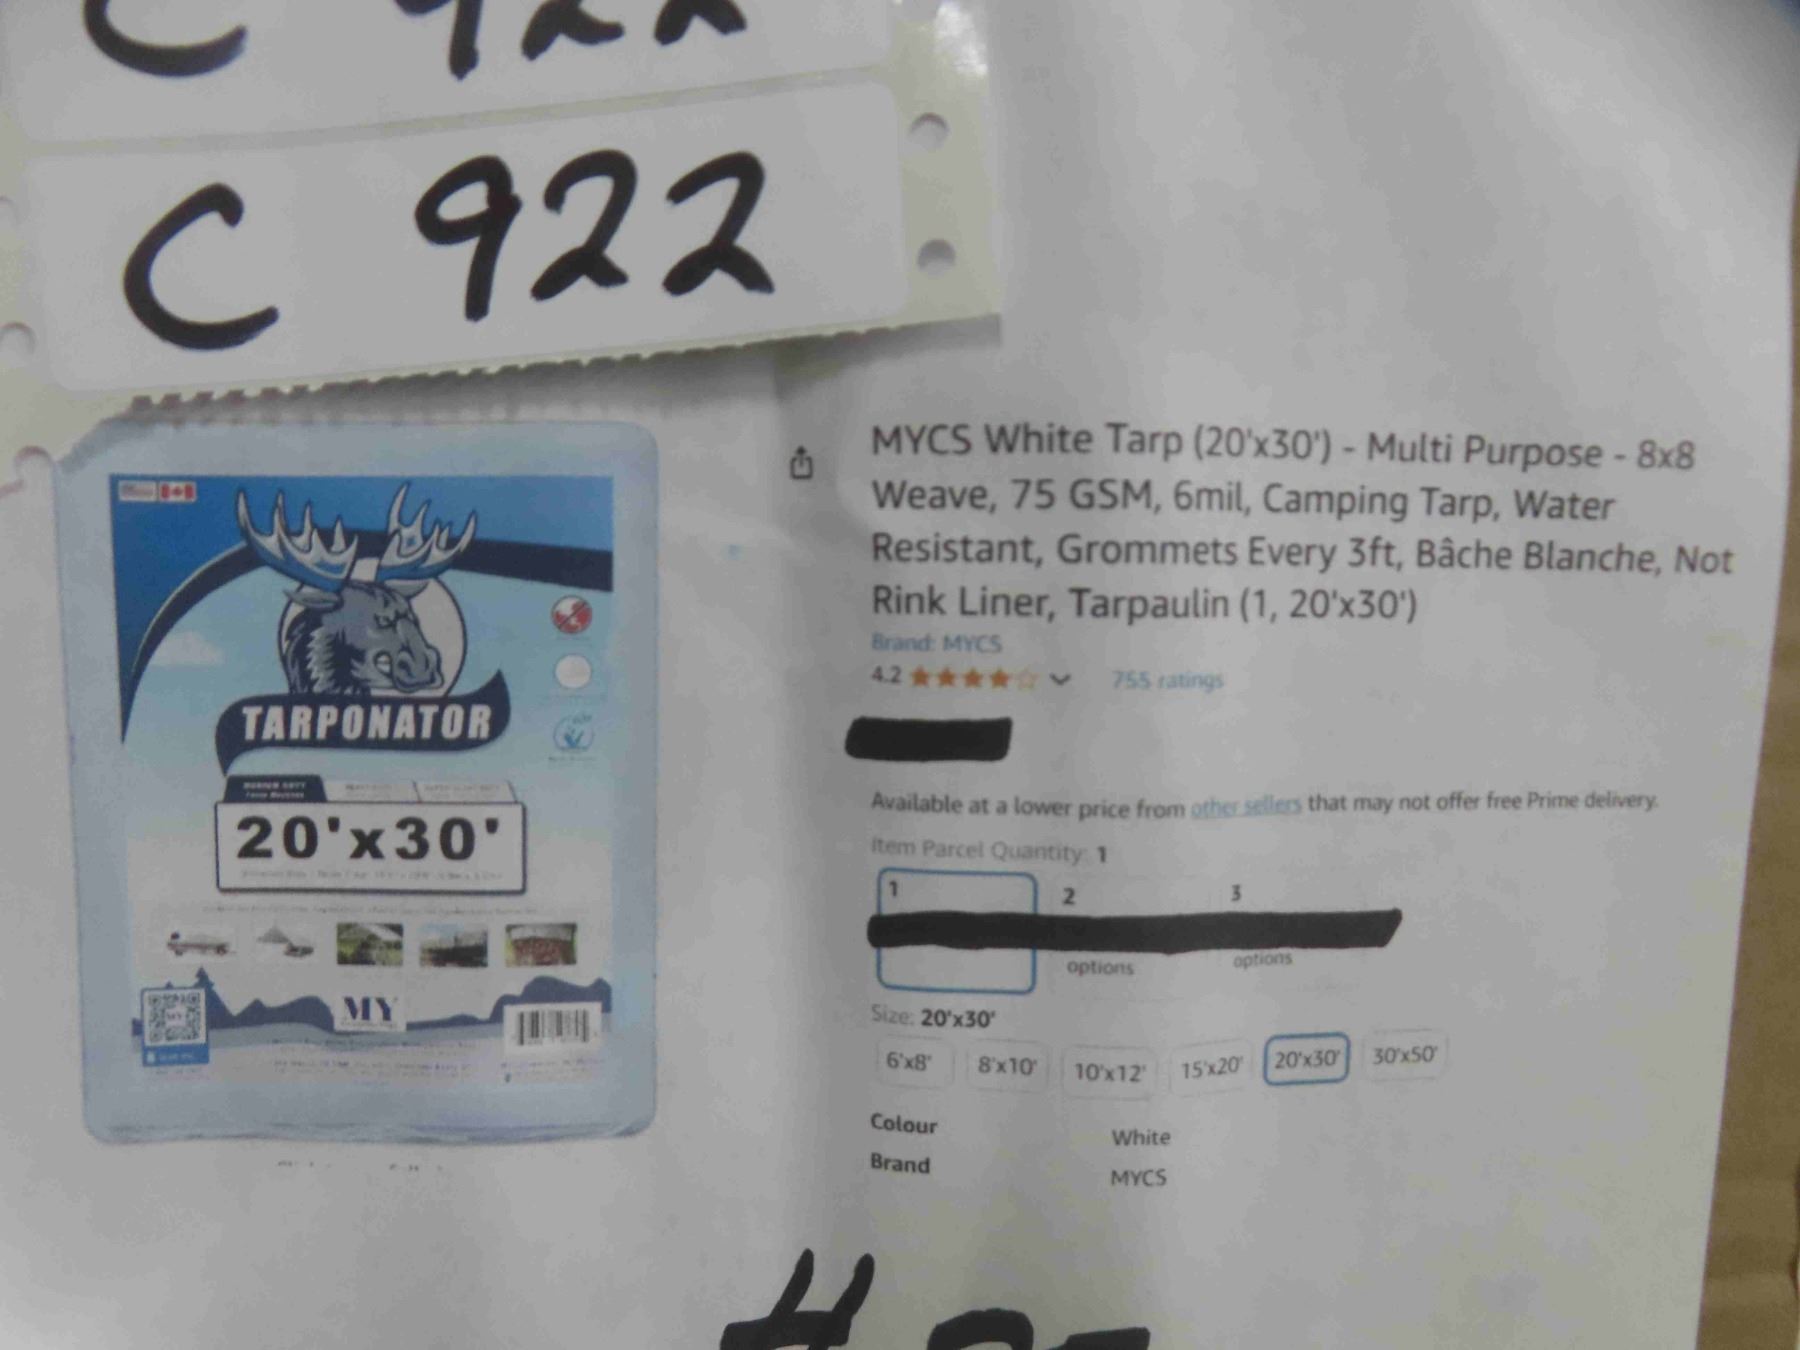 C 922
C 922
MYCS White Tarp (20'x30') - Multi Purpose - 8x8
Weave, 75 GSM, 6mil, Camping Tarp, Water
Resistant, Grommets Every 3ft, Bâche Blanche, Not
Rink Liner, Tarpaulin (1, 20'x30')
Brand: MYCS
4.2
755 ratings
Available at a lower price from other sellers that may not offer free Prime delivery.
Item Parcel Quantity: 1
1
2
3
options
options
Size: 20'x30'
6'x8'
8'x10'
10'x12'
15'x20'
20'x30'
30'x50'
Colour White
Brand MYCS
TARPONATOR
MEDIUM DUTY
20'x30'
MY
#